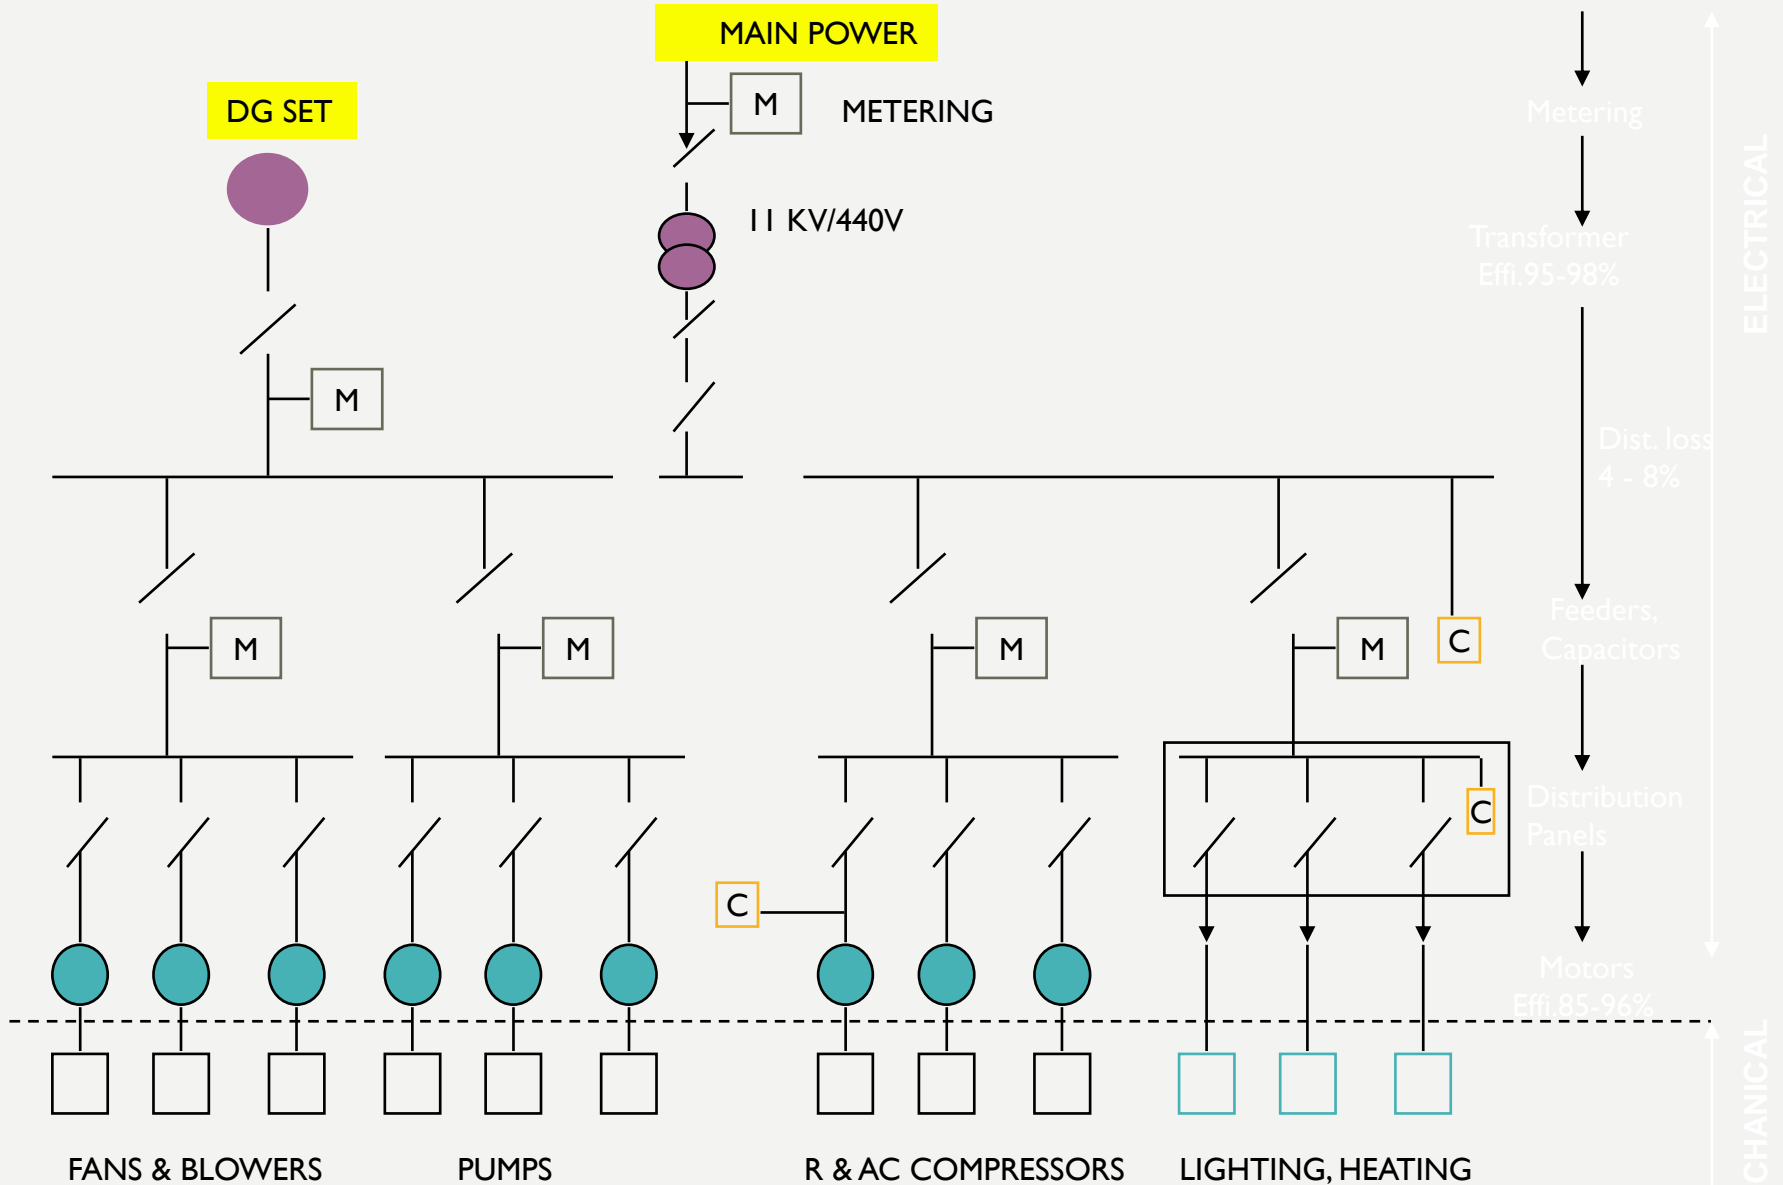 MAIN POWER
DG SET
M
METERING
Metering
11 KV/440V
Transformer
Effi.95-98%
ELECTRICAL
M
Dist. loss
4 - 8%
M
M
M
M
C
Feeders,
Capacitors
C
Distribution
Panels
C
Motors
Effi.85-96%
CHANICAL
FANS & BLOWERS
PUMPS
R & AC COMPRESSORS
LIGHTING, HEATING